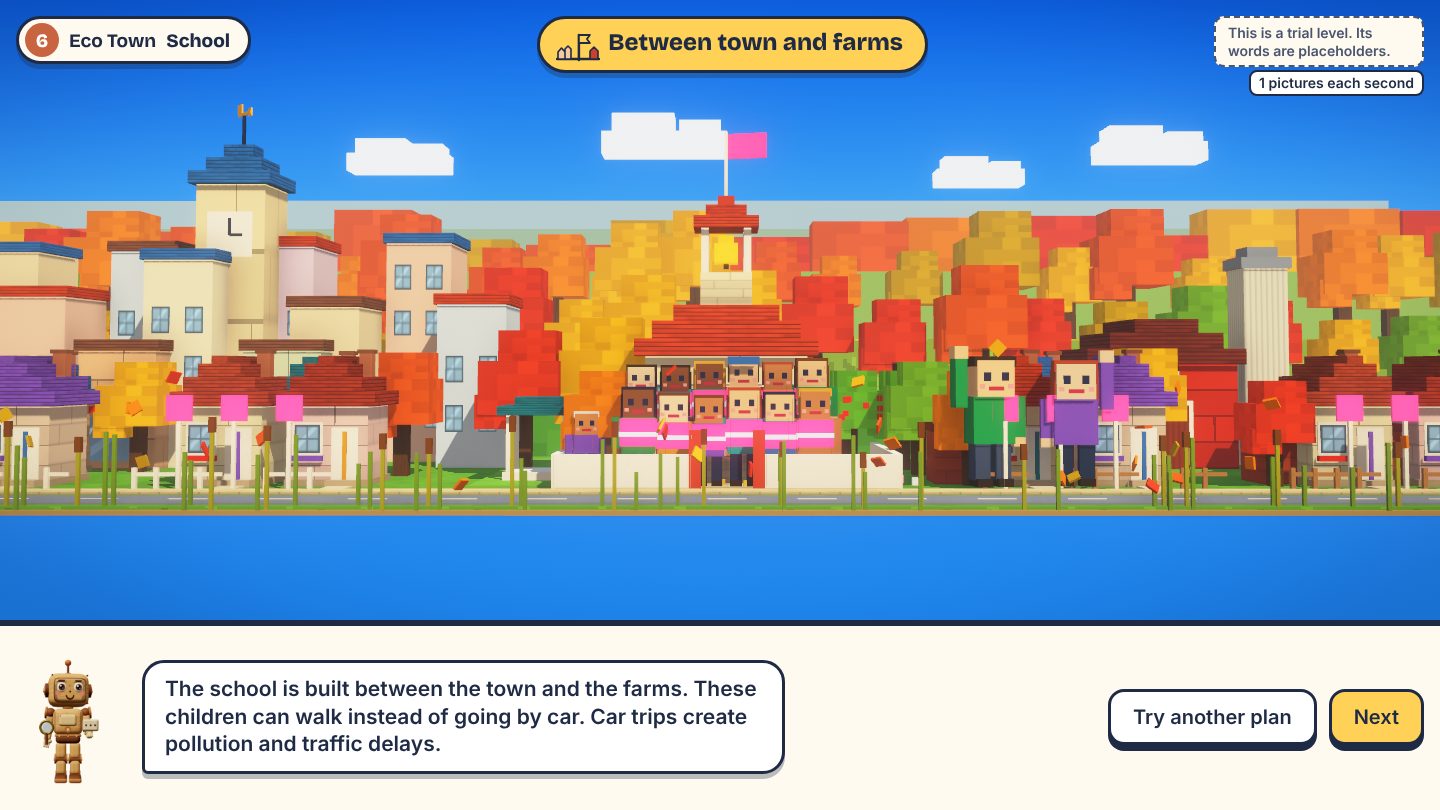 6 Eco Town School
Between town and farms
This is a trial level. Its
words are placeholders.
1 pictures each second
The school is built between the town and the farms. These
children can walk instead of going by car. Car trips create
pollution and traffic delays.
Try another plan
Next